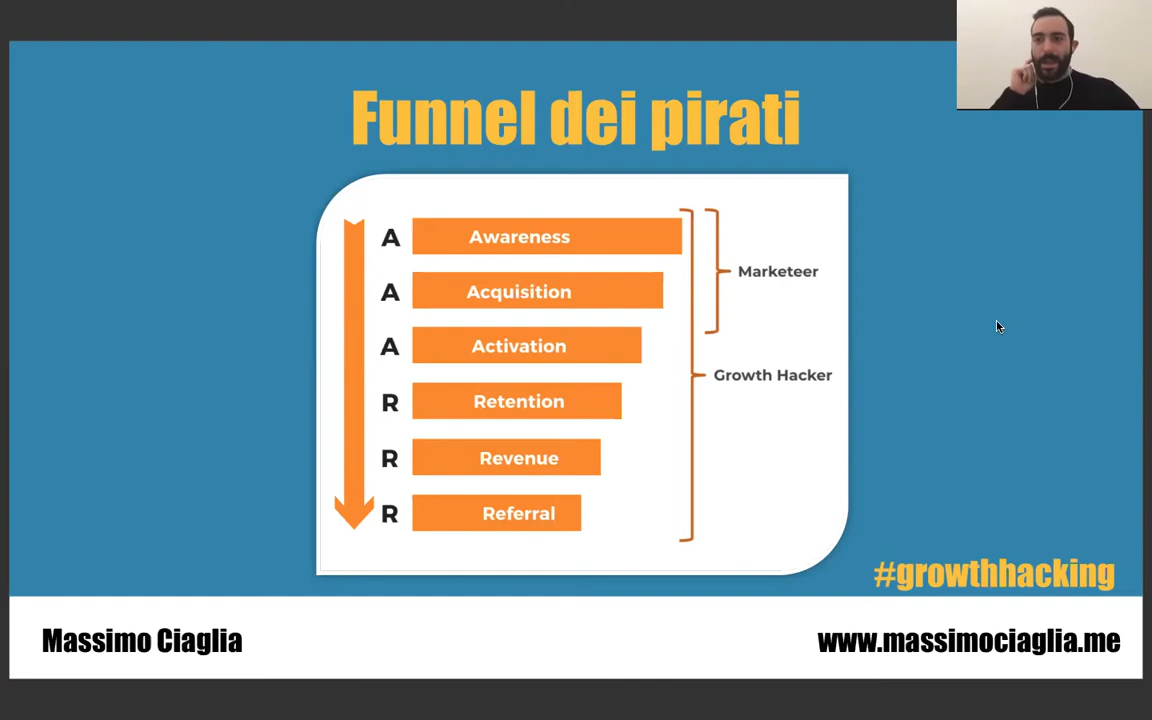 Funnel dei pirati
A Awareness
A Acquisition
A Activation
R Retention
R Revenue
R Referral
Marketeer
Growth Hacker
#growthhacking
Massimo Ciaglia
www.massimociaglia.me